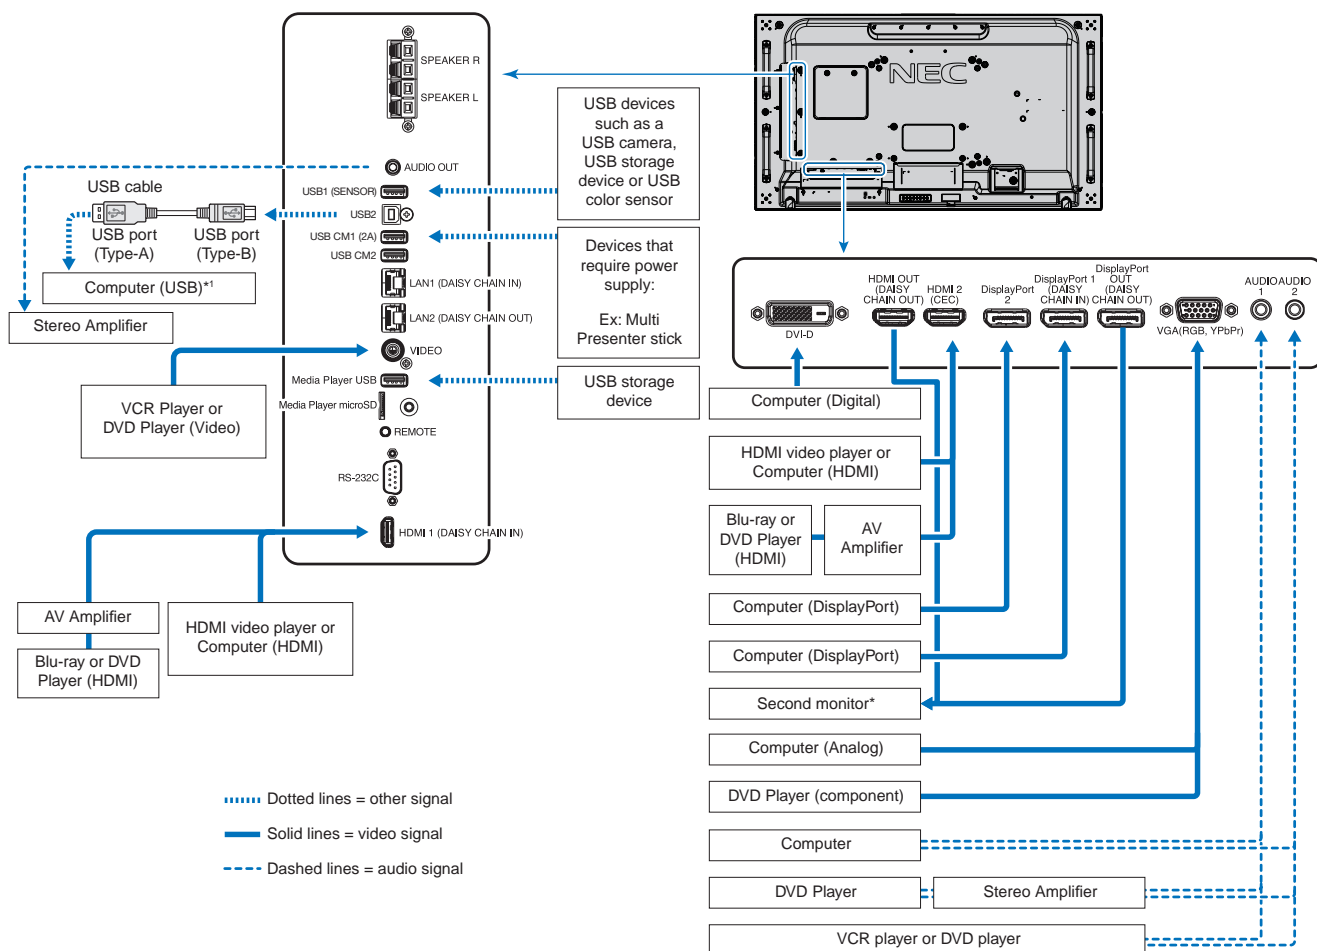 SPEAKER R
SPEAKER L
AUDIO OUT
USB1 (SENSOR)
USB2
USB CM1 (2A)
USB CM2
LAN1 (DAISY CHAIN IN)
LAN2 (DAISY CHAIN OUT)
VIDEO
Media Player USB
Media Player microSD
REMOTE
RS-232C
HDMI 1 (DAISY CHAIN IN)
USB cable
USB port
(Type-A)
USB port
(Type-B)
Computer (USB)*1
Stereo Amplifier
VCR Player or
DVD Player (Video)
AV Amplifier
Blu-ray or DVD
Player (HDMI)
HDMI video player or
Computer (HDMI)
USB devices
such as a
USB camera,
USB storage
device or USB
color sensor
Devices that
require power
supply:
Ex: Multi
Presenter stick
USB storage
device
NEC
DVI-D
HDMI OUT
(DAISY
CHAIN OUT)
HDMI 2
(CEC)
DisplayPort
2
DisplayPort 1
(DAISY
CHAIN IN)
DisplayPort
OUT
(DAISY
CHAIN OUT)
VGA(RGB, YPbPr)
AUDIO
1
AUDIO
2
Computer (Digital)
HDMI video player or
Computer (HDMI)
Blu-ray or
DVD Player
(HDMI)
AV
Amplifier
Computer (DisplayPort)
Computer (DisplayPort)
Second monitor*
Computer (Analog)
DVD Player (component)
Computer
DVD Player
Stereo Amplifier
VCR player or DVD player
Dotted lines = other signal
Solid lines = video signal
Dashed lines = audio signal